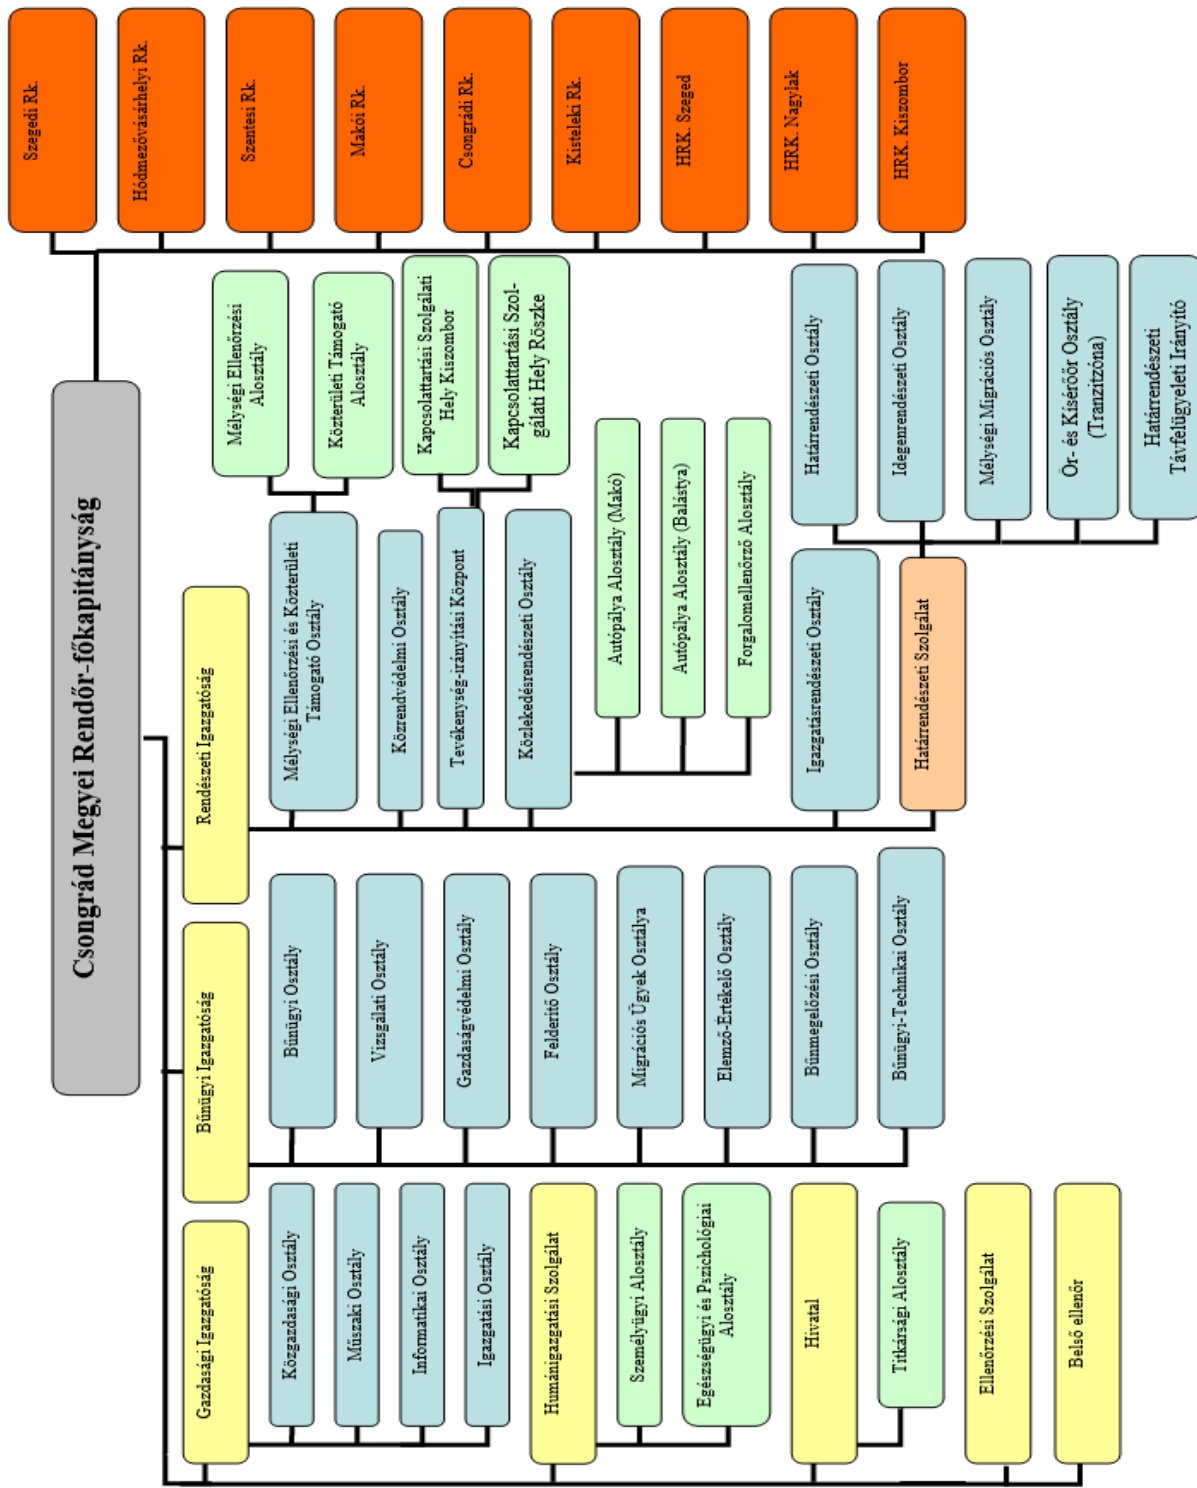 Csongrád Megyei Rendőr-főkapitányság
Gazdasági Igazgatóság
Közgazdasági Osztály
Műszaki Osztály
Informatikai Osztály
Igazgatási Osztály
Humánigazgatási Szolgálat
Személyügyi Alosztály
Egészségügyi és Pszichológiai
Alosztály
Hivatal
Titkársági Alosztály
Ellenőrzési Szolgálat
Belső ellenőr
Bűnügyi Igazgatóság
Bűnügyi Osztály
Vizsgálati Osztály
Gazdaságvédelmi Osztály
Felderítő Osztály
Migrációs Ügyek Osztálya
Elemző-Értékelő Osztály
Bűnmegelőzési Osztály
Bűnügyi-Technikai Osztály
Rendészeti Igazgatóság
Mélységi Ellenőrzési és Közterületi
Támogató Osztály
Mélységi Ellenőrzési
Alosztály
Közterületi Támogató
Alosztály
Közrendvédelmi Osztály
Tevékenység-irányítási Központ
Kapcsolattartási Szolgálati
Hely Kiszombor
Kapcsolattartási Szol-
gálati Hely Röszke
Közlekedésrendészeti Osztály
Autópálya Alosztály (Makó)
Autópálya Alosztály (Balástya)
Forgalomellenőrző Alosztály
Igazgatásrendészeti Osztály
Határrendészeti Szolgálat
Határrendészeti Osztály
Idegenrendészeti Osztály
Mélységi Migrációs Osztály
Őr- és Kísérőőr Osztály
(Tranzitzóna)
Határrendészeti
Távfelügyeleti Irányító
Szegedi Rk.
Hódmezővásárhelyi Rk.
Szentesi Rk.
Makói Rk.
Csongrádi Rk.
Kisteleki Rk.
HRK. Szeged
HRK. Nagylak
HRK. Kiszombor